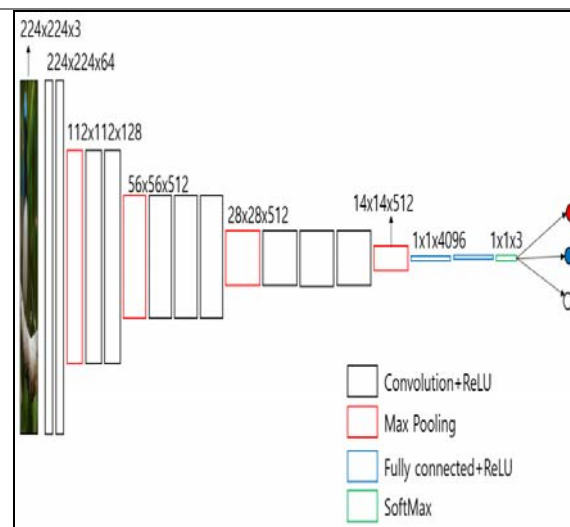 224x224x3
224x224x64
112x112x128
56x56x512
28x28x512
14x14x512
1x1x4096
1x1x3
Convolution+ReLU
Max Pooling
Fully connected+ReLU
SoftMax